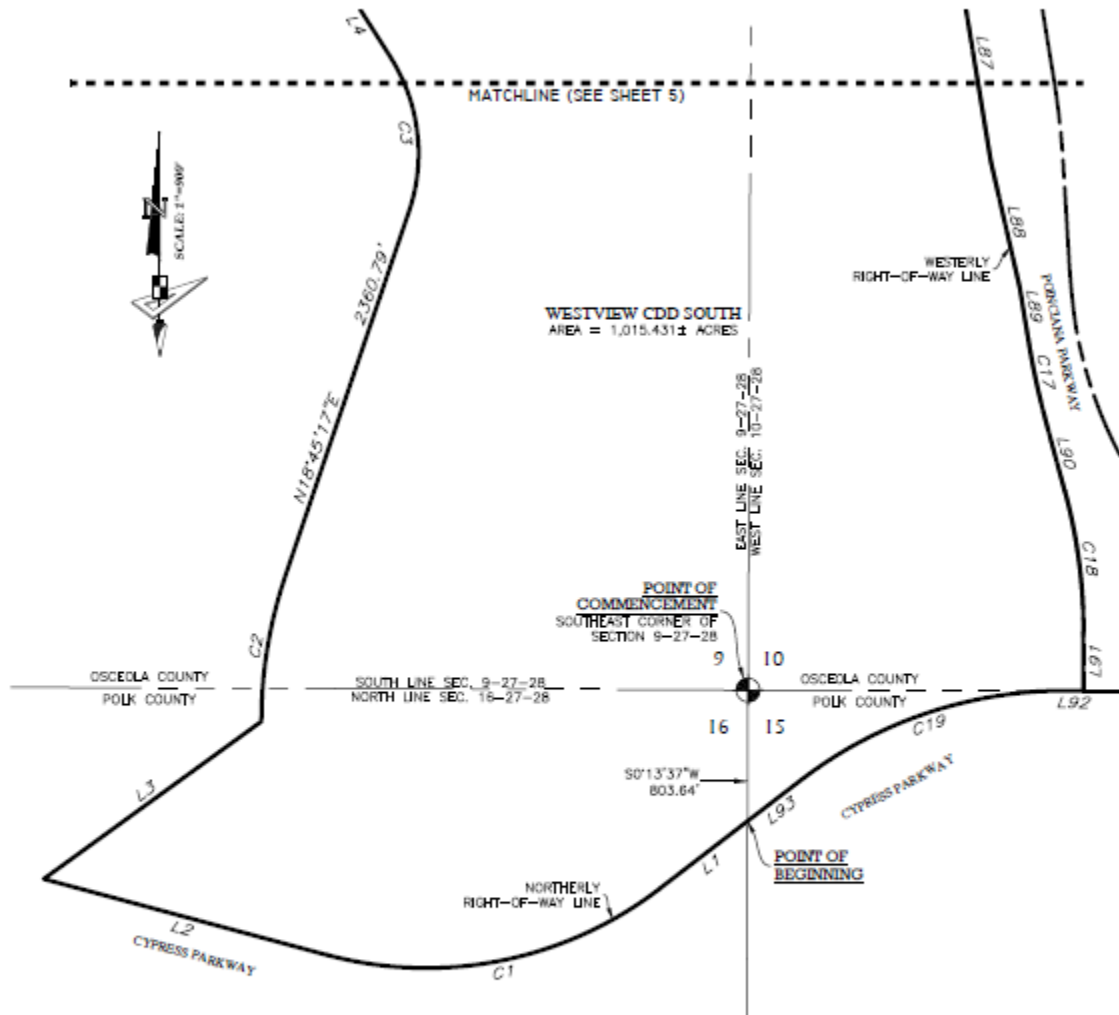 L4
L87
MATCHLINE (SEE SHEET 5)
C3
N
SCALE: 1"=909'
L88
WESTERLY
RIGHT-OF-WAY LINE
2360.79'
POINCIANA PARKWAY
L89
WESTVIEW CDD SOUTH
AREA = 1,015.431± ACRES
C17
EAST LINE SEC. 9-27-28
WEST LINE SEC. 10-27-28
N18°45'17"E
L90
C18
POINT OF
COMMENCEMENT
SOUTHEAST CORNER OF
SECTION 9-27-28
C2
9
10
L67
OSCEOLA COUNTY
POLK COUNTY
SOUTH LINE SEC. 9-27-28
NORTH LINE SEC. 16-27-28
OSCEOLA COUNTY
POLK COUNTY
L92
16
15
C19
S0°13'37"W
803.64'
CYPRESS PARKWAY
L3
L93
L1
POINT OF
BEGINNING
NORTHERLY
RIGHT-OF-WAY LINE
L2
CYPRESS PARKWAY
C1